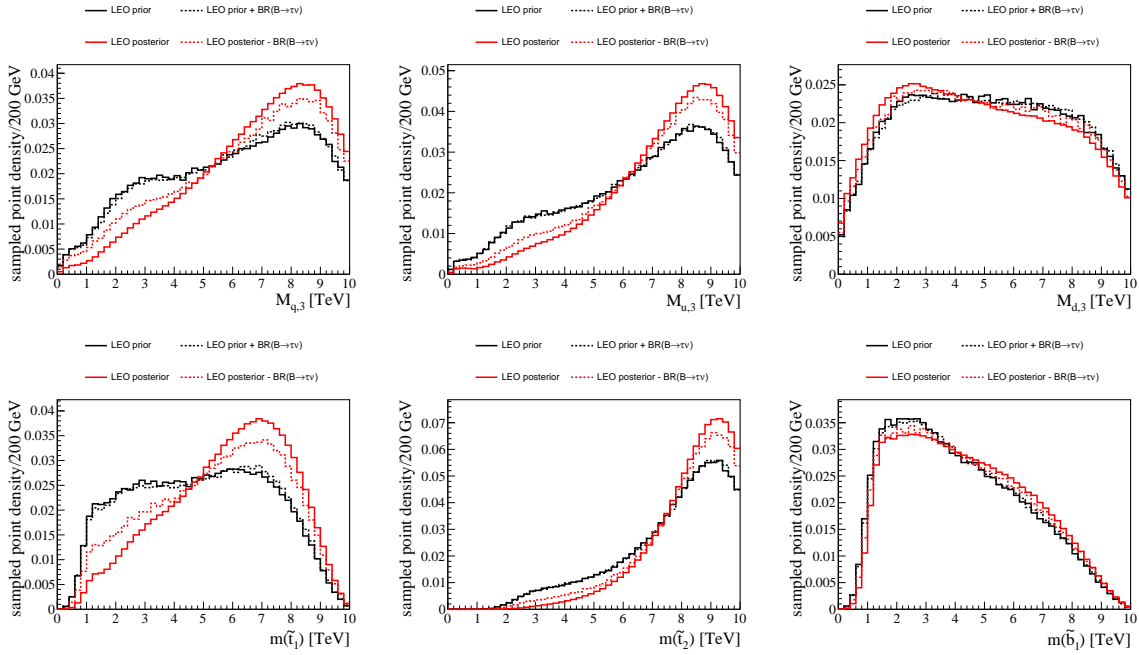 LEO prior LEO prior + BR(B→τν)
LEO posterior LEO posterior - BR(B→τν)
sampled point density/200 GeV
0.04
0.035
0.03
0.025
0.02
0.015
0.01
0.005
0
0 1 2 3 4 5 6 7 8 9 10
M_q,3 [TeV]
LEO prior LEO prior + BR(B→τν)
LEO posterior LEO posterior - BR(B→τν)
sampled point density/200 GeV
0.05
0.04
0.03
0.02
0.01
0
0 1 2 3 4 5 6 7 8 9 10
M_u,3 [TeV]
LEO prior LEO prior + BR(B→τν)
LEO posterior LEO posterior - BR(B→τν)
sampled point density/200 GeV
0.025
0.02
0.015
0.01
0.005
0
0 1 2 3 4 5 6 7 8 9 10
M_d,3 [TeV]
LEO prior LEO prior + BR(B→τν)
LEO posterior LEO posterior - BR(B→τν)
sampled point density/200 GeV
0.04
0.035
0.03
0.025
0.02
0.015
0.01
0.005
0
0 1 2 3 4 5 6 7 8 9 10
m(t̃_1) [TeV]
LEO prior LEO prior + BR(B→τν)
LEO posterior LEO posterior - BR(B→τν)
sampled point density/200 GeV
0.07
0.06
0.05
0.04
0.03
0.02
0.01
0
0 1 2 3 4 5 6 7 8 9 10
m(t̃_2) [TeV]
LEO prior LEO prior + BR(B→τν)
LEO posterior LEO posterior - BR(B→τν)
sampled point density/200 GeV
0.035
0.03
0.025
0.02
0.015
0.01
0.005
0
0 1 2 3 4 5 6 7 8 9 10
m(b̃_1) [TeV]